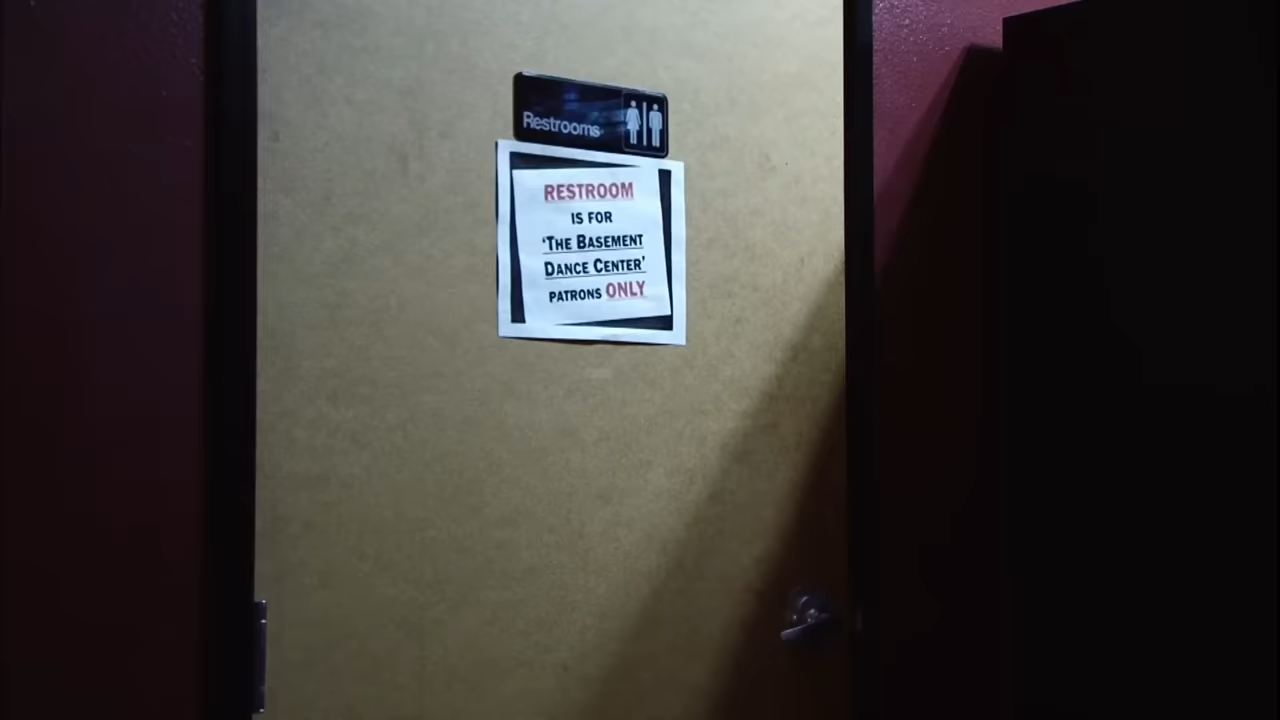 Restrooms
RESTROOM
IS FOR
‘THE BASEMENT
DANCE CENTER’
PATRONS ONLY